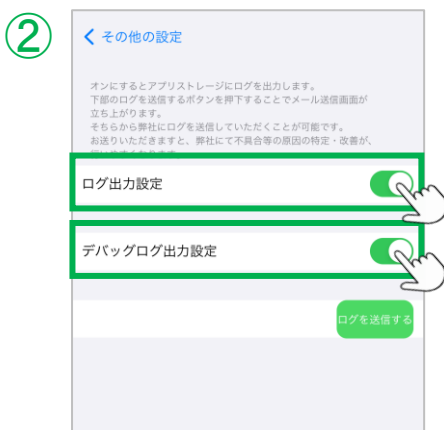 ②
その他の設定
オンにするとアプリストレージにログを出力します。
下部のログを送信するボタンを押下することでメール送信画面が
立ち上がります。
そちらから弊社にログを送信していただくことが可能です。
お送りいただきますと、弊社にて不具合等の原因の特定・改善が、
ログ出力設定
デバッグログ出力設定
ログを送信する